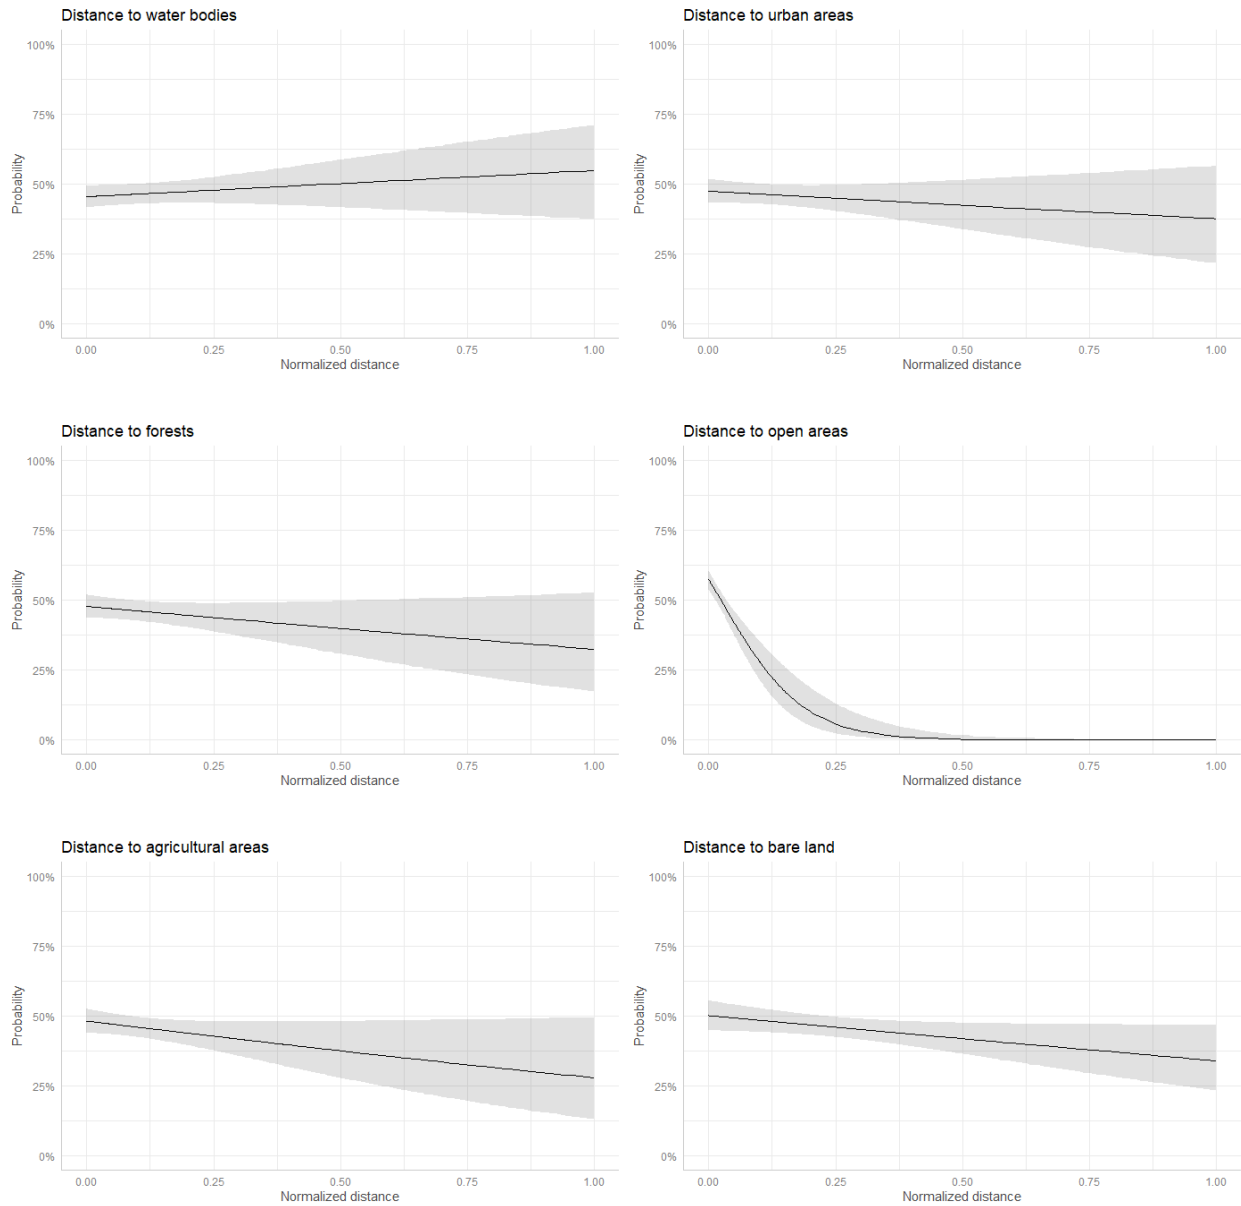 Distance to water bodies
100%
75%
50%
25%
0%
Probability
0.00 0.25 0.50 0.75 1.00
Normalized distance
Distance to urban areas
100%
75%
50%
25%
0%
Probability
0.00 0.25 0.50 0.75 1.00
Normalized distance
Distance to forests
100%
75%
50%
25%
0%
Probability
0.00 0.25 0.50 0.75 1.00
Normalized distance
Distance to open areas
100%
75%
50%
25%
0%
Probability
0.00 0.25 0.50 0.75 1.00
Normalized distance
Distance to agricultural areas
100%
75%
50%
25%
0%
Probability
0.00 0.25 0.50 0.75 1.00
Normalized distance
Distance to bare land
100%
75%
50%
25%
0%
Probability
0.00 0.25 0.50 0.75 1.00
Normalized distance